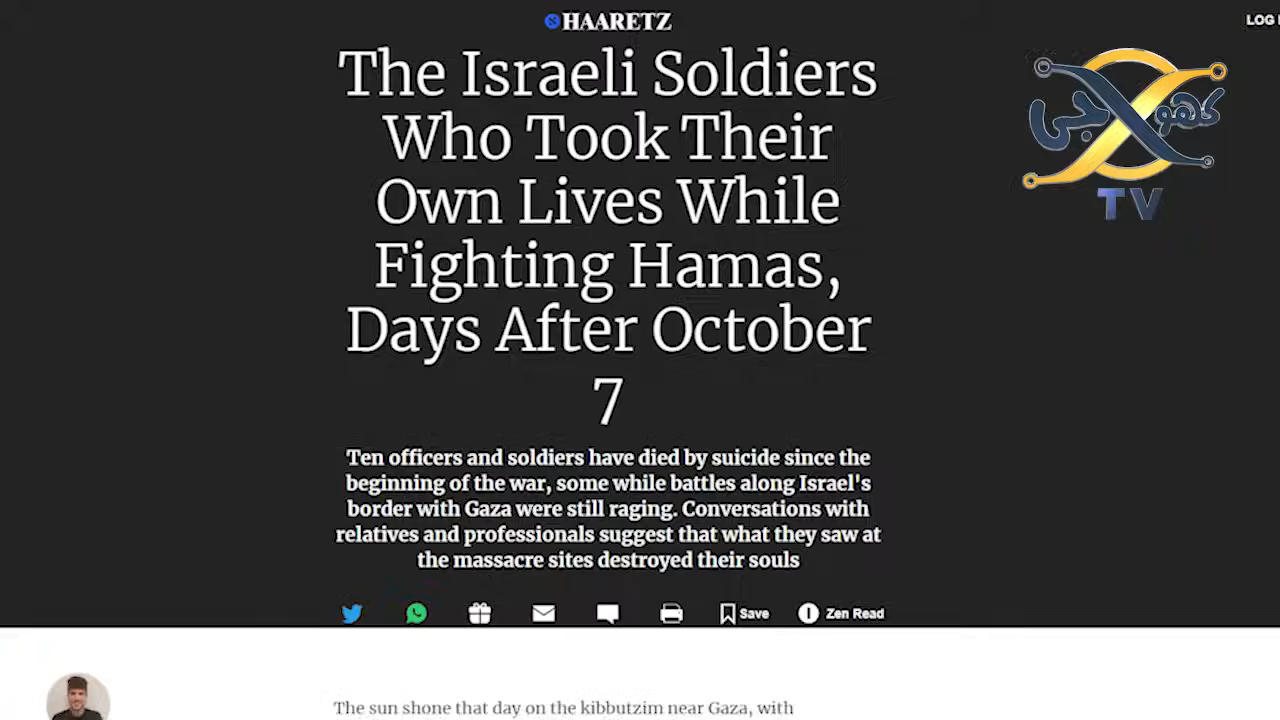 HAARETZ
LOG
The Israeli Soldiers
Who Took Their
Own Lives While
Fighting Hamas,
Days After October
7
Ten officers and soldiers have died by suicide since the
beginning of the war, some while battles along Israel's
border with Gaza were still raging. Conversations with
relatives and professionals suggest that what they saw at
the massacre sites destroyed their souls
Save
Zen Read
The sun shone that day on the kibbutzim near Gaza, with
کھوجی
TV